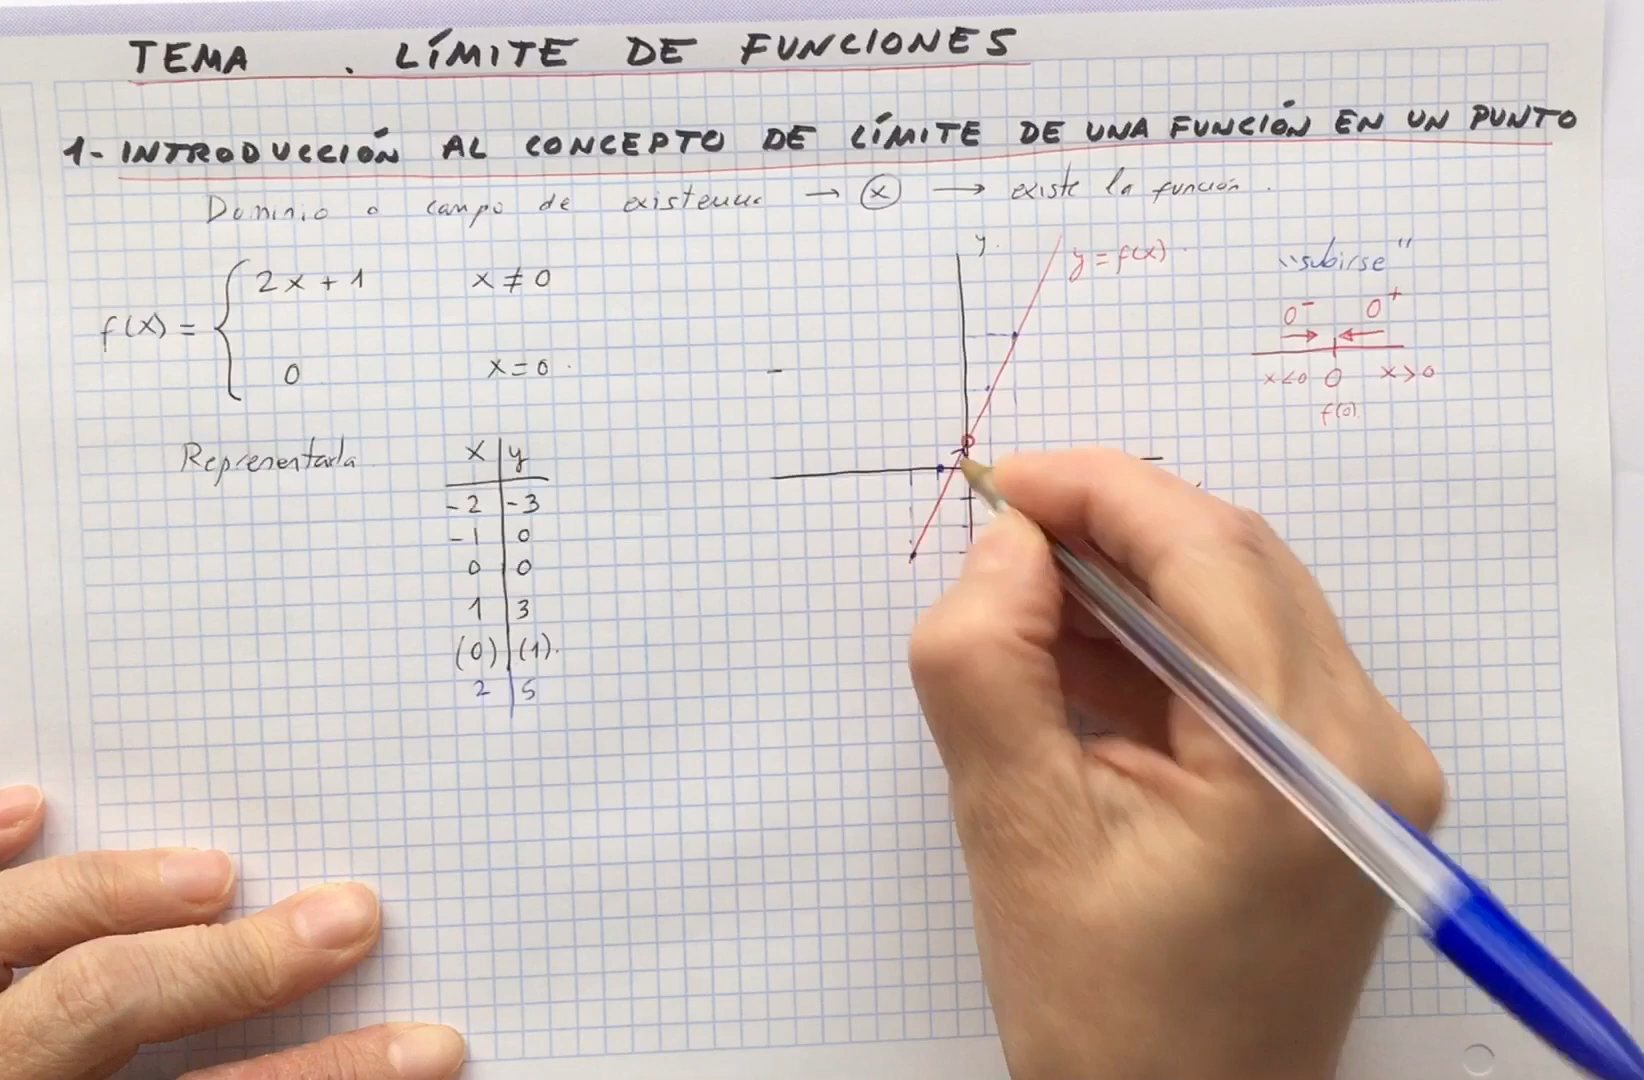 TEMA . LÍMITE DE FUNCIONES
1- INTRODUCCIÓN AL CONCEPTO DE LÍMITE DE UNA FUNCIÓN EN UN PUNTO
Dominio o campo de existencia → x → existe la función.
f(x) = { 2x + 1 x ≠ 0
0 x = 0.
Representarla
x | y
-2 | -3
-1 | 0
0 | 0
1 | 3
(0) | (1).
2 | 5
y.
y = f(x).
"subirse"
0⁻ 0⁺
→ ←
x<0 0 x>0
f(0)